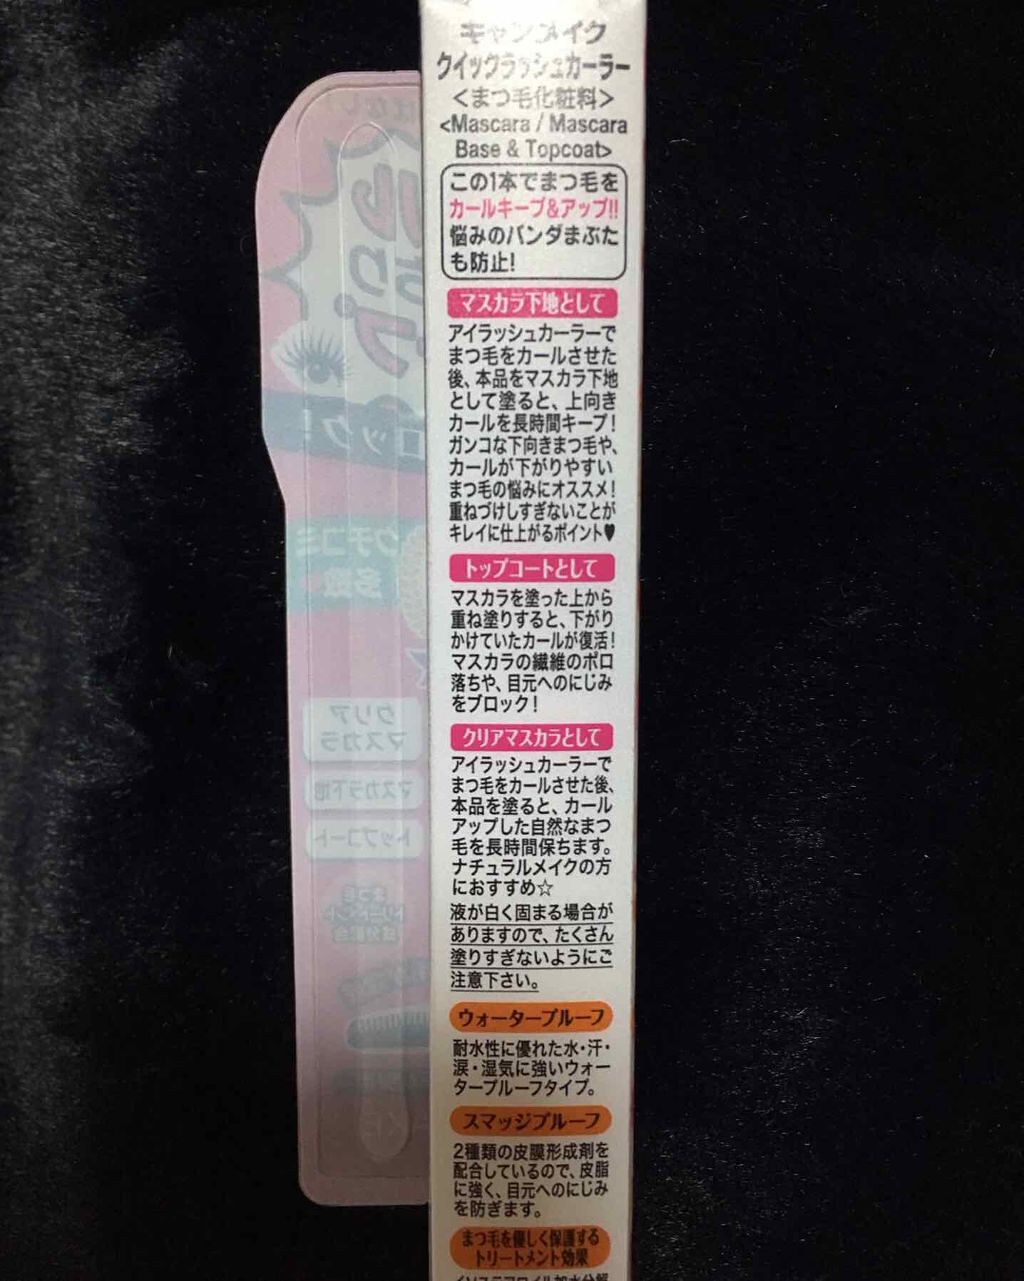 キャンメイク
クイックラッシュカーラー
＜まつ毛化粧料＞
<Mascara / Mascara
Base & Topcoat>
この1本でまつ毛を
カールキープ&アップ!!
悩みのパンダまぶた
も防止!
マスカラ下地として
アイラッシュカーラーで
まつ毛をカールさせた
後、本品をマスカラ下地
として塗ると、上向き
カールを長時間キープ!
ガンコな下向きまつ毛や、
カールが下がりやすい
まつ毛の悩みにオススメ!
重ねづけしすぎないことが
キレイに仕上がるポイント♥
トップコートとして
マスカラを塗った上から
重ね塗りすると、下がり
かけていたカールが復活!
マスカラの繊維のポロ
落ちや、目元へのにじみ
をブロック!
クリアマスカラとして
アイラッシュカーラーで
まつ毛をカールさせた後、
本品を塗ると、カール
アップした自然なまつ
毛を長時間保ちます。
ナチュラルメイクの方
におすすめ☆
液が白く固まる場合が
ありますので、たくさん
塗りすぎないようにご
注意下さい。
ウォータープルーフ
耐水性に優れた水・汗・
涙・湿気に強いウォー
タープルーフタイプ。
スマッジプルーフ
2種類の皮膜形成剤を
配合しているので、皮脂
に強く、目元へのにじみ
を防ぎます。
まつ毛を優しく保護する
トリートメント効果
クチコミ
多数
クリア
マスカラ
マスカラ下地
トップコート
まつ毛
トリートメント
成分配合